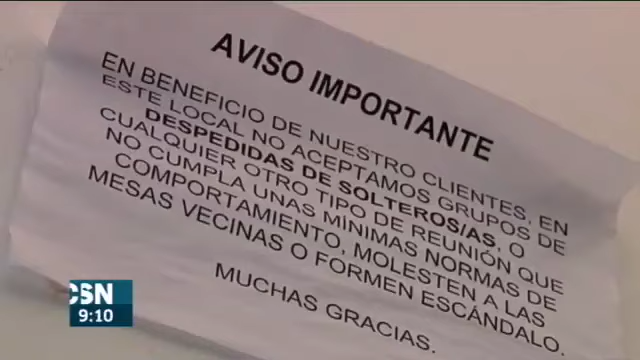 AVISO IMPORTANTE
EN BENEFICIO DE NUESTRO CLIENTES, EN
ESTE LOCAL NO ACEPTAMOS GRUPOS DE
DESPEDIDAS DE SOLTEROS/AS, O
CUALQUIER OTRO TIPO DE REUNIÓN QUE
NO CUMPLA UNAS MÍNIMAS NORMAS DE
COMPORTAMIENTO, MOLESTEN A LAS
MESAS VECINAS O FORMEN ESCÁNDALO.
MUCHAS GRACIAS.
CSN
9:10